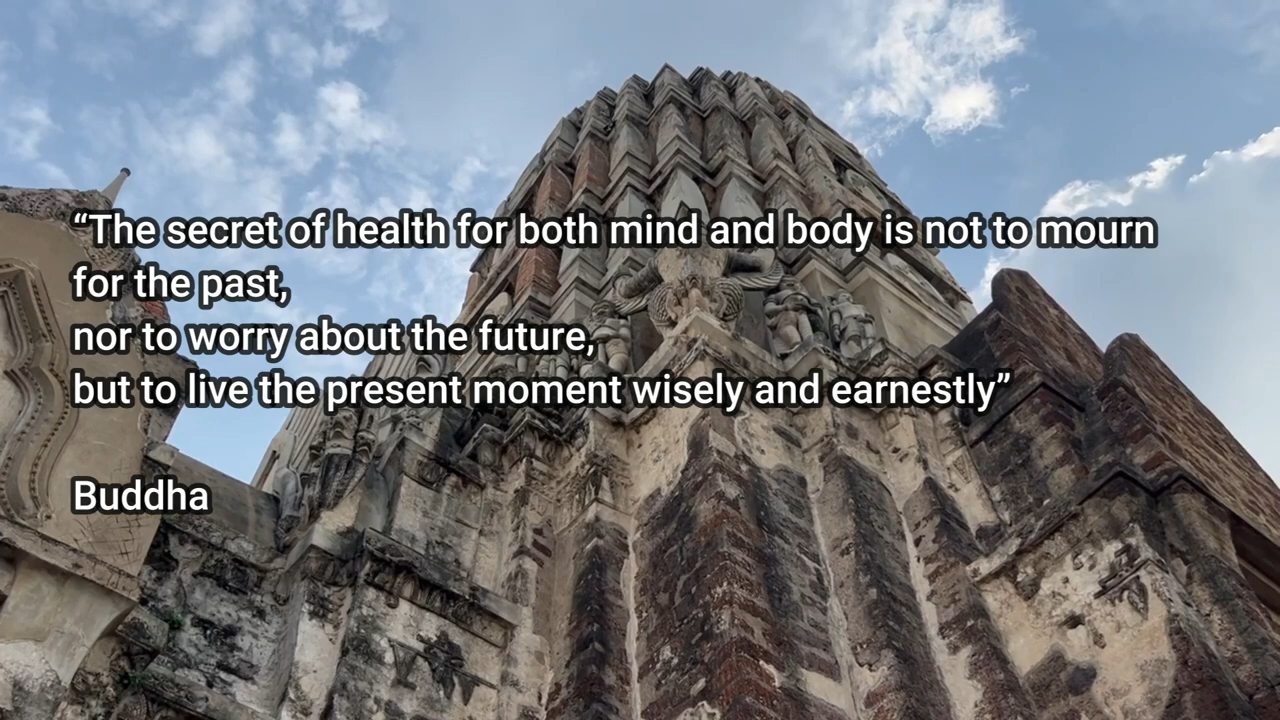 “The secret of health for both mind and body is not to mourn
for the past,
nor to worry about the future,
but to live the present moment wisely and earnestly”
Buddha